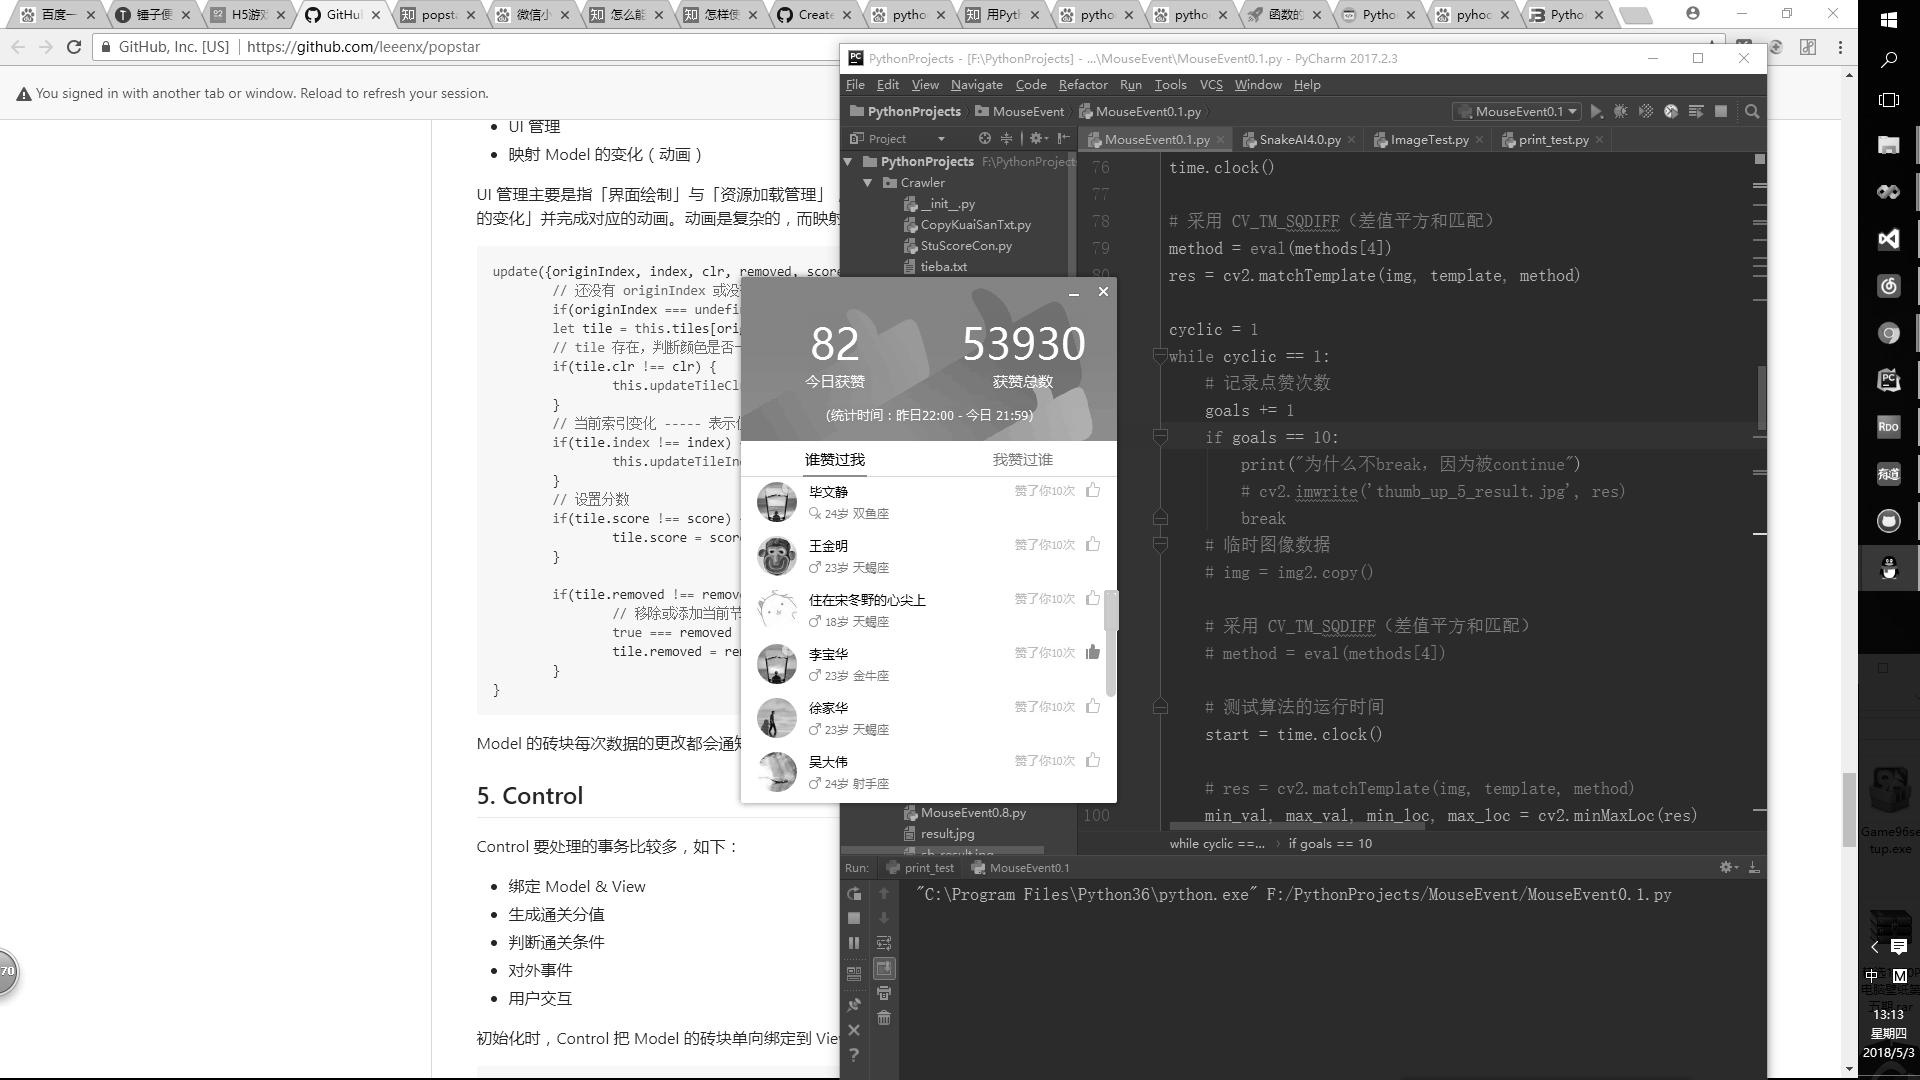 百度一
锤子便
H5游戏
GitHub
popsta
微信小
怎么能
怎样使
Create
python
用Pyth
pytho
python
函数的
Pytho
pyhoc
Pytho
GitHub, Inc. [US] | https://github.com/leeenx/popstar
You signed in with another tab or window. Reload to refresh your session.
UI 管理
映射 Model 的变化（动画）
UI 管理主要是指「界面绘制」与「资源加载管理」
的变化」并完成对应的动画。动画是复杂的，而映射
update({originIndex, index, clr, removed, score
// 还没有 originIndex 或没
if(originIndex === undefi
let tile = this.tiles[ori
// tile 存在，判断颜色是否一
if(tile.clr !== clr) {
this.updateTileCl
}
// 当前索引变化 ----- 表示位
if(tile.index !== index)
this.updateTileInd
}
// 设置分数
if(tile.score !== score)
tile.score = scor
}
if(tile.removed !== remov
// 移除或添加当前节
true === removed
tile.removed = re
}
}
Model 的砖块每次数据的更改都会通知
5. Control
Control 要处理的事务比较多，如下：
绑定 Model & View
生成通关分值
判断通关条件
对外事件
用户交互
初始化时，Control 把 Model 的砖块单向绑定到 Vie
70
82
53930
今日获赞
获赞总数
(统计时间：昨日22:00 - 今日 21:59)
谁赞过我
我赞过谁
毕文静
赞了你10次
24岁 双鱼座
王金明
赞了你10次
23岁 天蝎座
住在宋冬野的心尖上
赞了你10次
18岁 天蝎座
李宝华
赞了你10次
23岁 金牛座
徐家华
赞了你10次
23岁 天蝎座
吴大伟
赞了你10次
24岁 射手座
PythonProjects - [F:\PythonProjects] - ...\MouseEvent\MouseEvent0.1.py - PyCharm 2017.2.3
File Edit View Navigate Code Refactor Run Tools VCS Window Help
PythonProjects MouseEvent MouseEvent0.1.py
MouseEvent0.1
Project
MouseEvent0.1.py
SnakeAI4.0.py
ImageTest.py
print_test.py
PythonProjects F:\PythonProject
Crawler
__init__.py
CopyKuaiSanTxt.py
StuScoreCon.py
tieba.txt
MouseEvent0.8.py
result.jpg
76 time.clock()
77
78 # 采用 CV_TM_SQDIFF（差值平方和匹配）
79 method = eval(methods[4])
80 res = cv2.matchTemplate(img, template, method)
cyclic = 1
while cyclic == 1:
# 记录点赞次数
goals += 1
if goals == 10:
print("为什么不break，因为被continue")
# cv2.imwrite('thumb_up_5_result.jpg', res)
break
# 临时图像数据
# img = img2.copy()
# 采用 CV_TM_SQDIFF（差值平方和匹配）
# method = eval(methods[4])
# 测试算法的运行时间
start = time.clock()
# res = cv2.matchTemplate(img, template, method)
100 min_val, max_val, min_loc, max_loc = cv2.minMaxLoc(res)
while cyclic ==... if goals == 10
Run: print_test MouseEvent0.1
"C:\Program Files\Python36\python.exe" F:/PythonProjects/MouseEvent/MouseEvent0.1.py
PC
RDO
有道
Game96se
tup.exe
中 M
13:13
星期四
2018/5/3